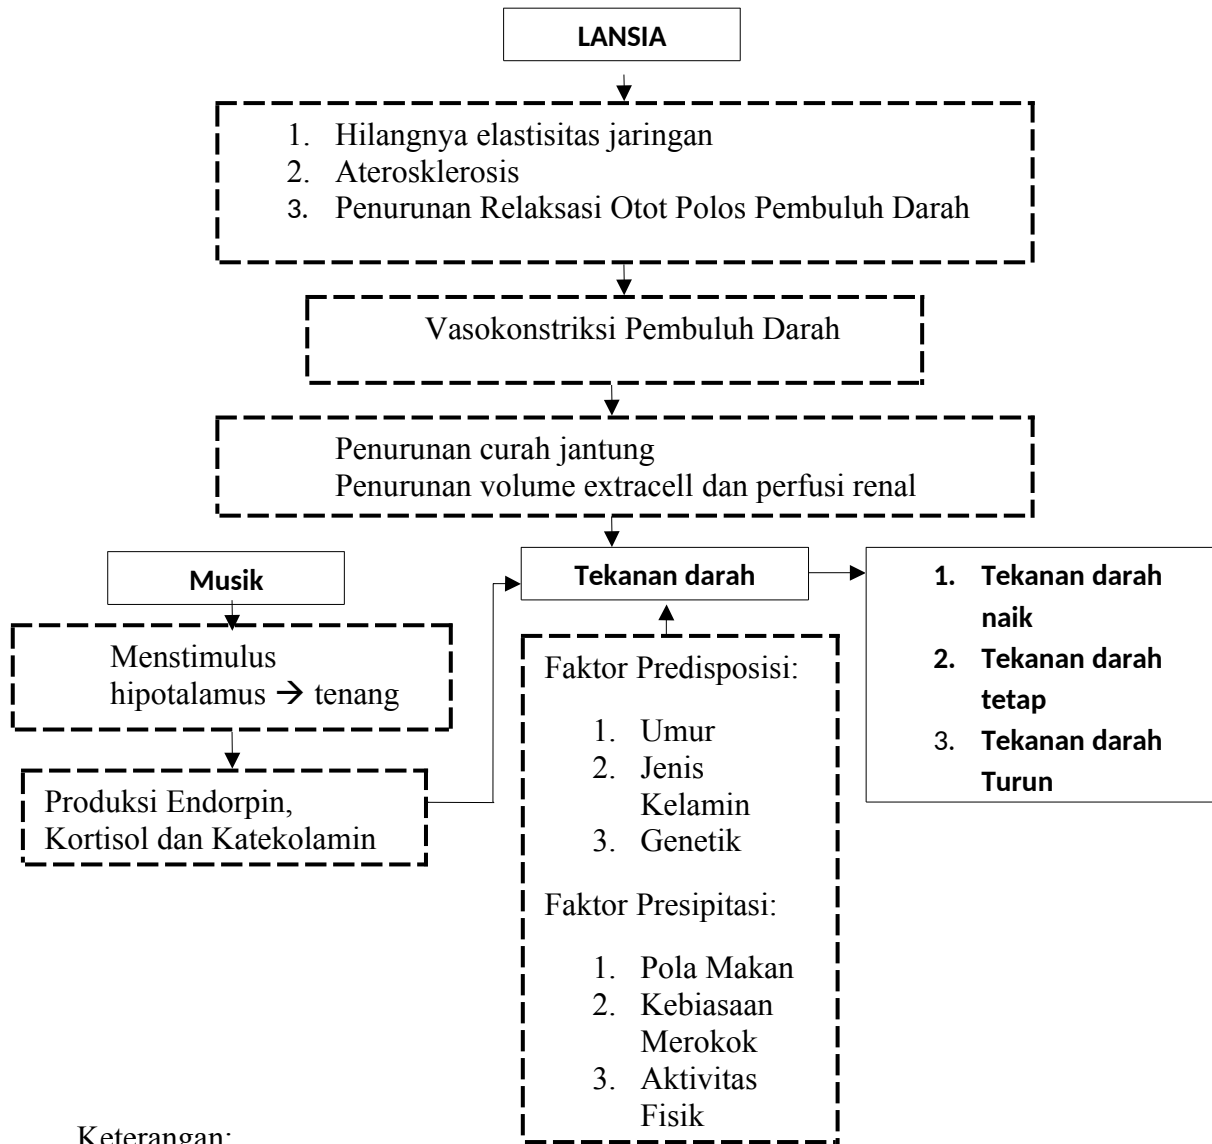 LANSIA
1. Hilangnya elastisitas jaringan
2. Aterosklerosis
3. Penurunan Relaksasi Otot Polos Pembuluh Darah
Vasokonstriksi Pembuluh Darah
Penurunan curah jantung
Penurunan volume extracell dan perfusi renal
Musik
Menstimulus
hipotalamus → tenang
Produksi Endorpin,
Kortisol dan Katekolamin
Tekanan darah
Faktor Predisposisi:
1. Umur
2. Jenis
Kelamin
3. Genetik
Faktor Presipitasi:
1. Pola Makan
2. Kebiasaan
Merokok
3. Aktivitas
Fisik
1. Tekanan darah
naik
2. Tekanan darah
tetap
3. Tekanan darah
Turun
Keterangan: